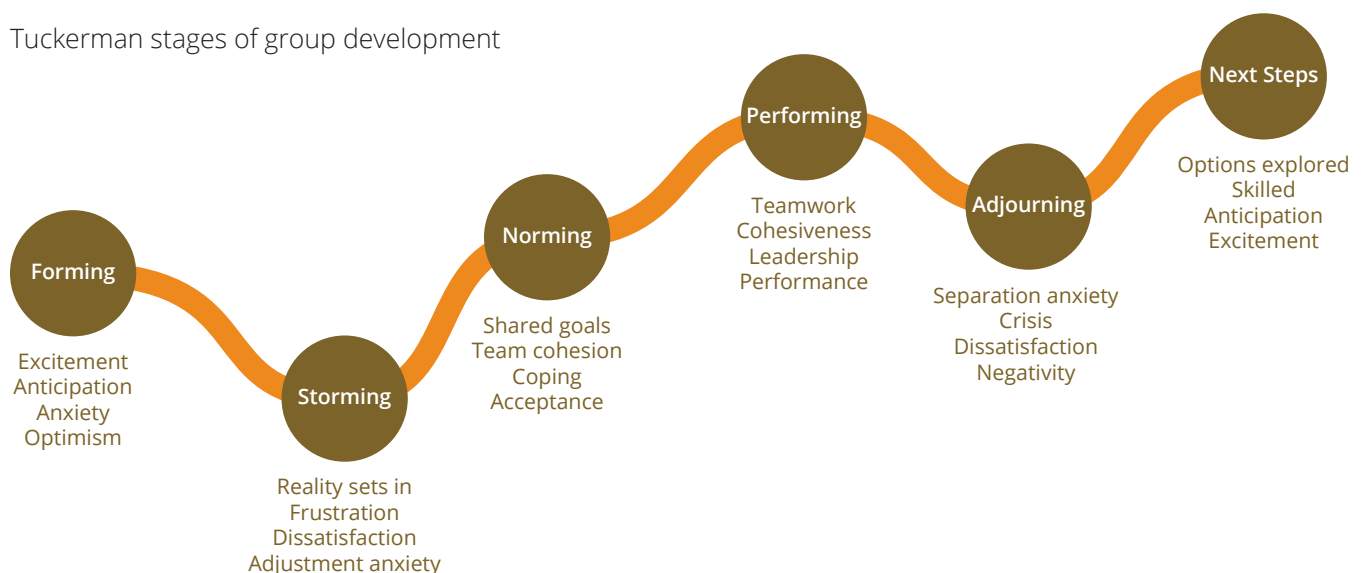 Tuckerman stages of group development
Forming
Excitement
Anticipation
Anxiety
Optimism
Storming
Reality sets in
Frustration
Dissatisfaction
Adjustment anxiety
Norming
Shared goals
Team cohesion
Coping
Acceptance
Performing
Teamwork
Cohesiveness
Leadership
Performance
Adjourning
Separation anxiety
Crisis
Dissatisfaction
Negativity
Next Steps
Options explored
Skilled
Anticipation
Excitement